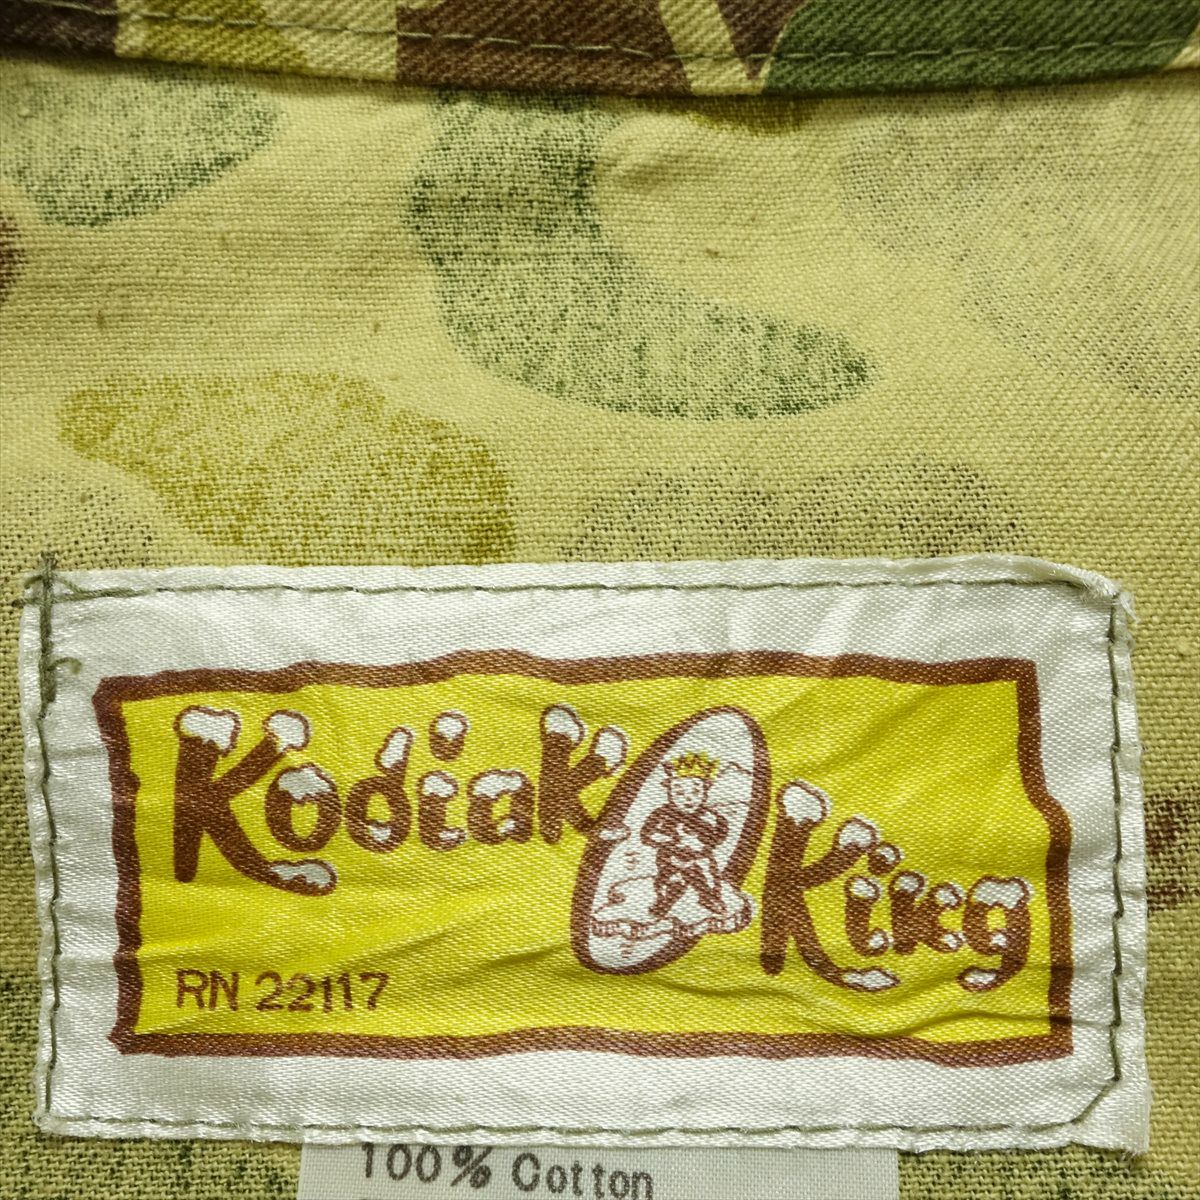 Kodiak King
RN 22117
100% Cotton